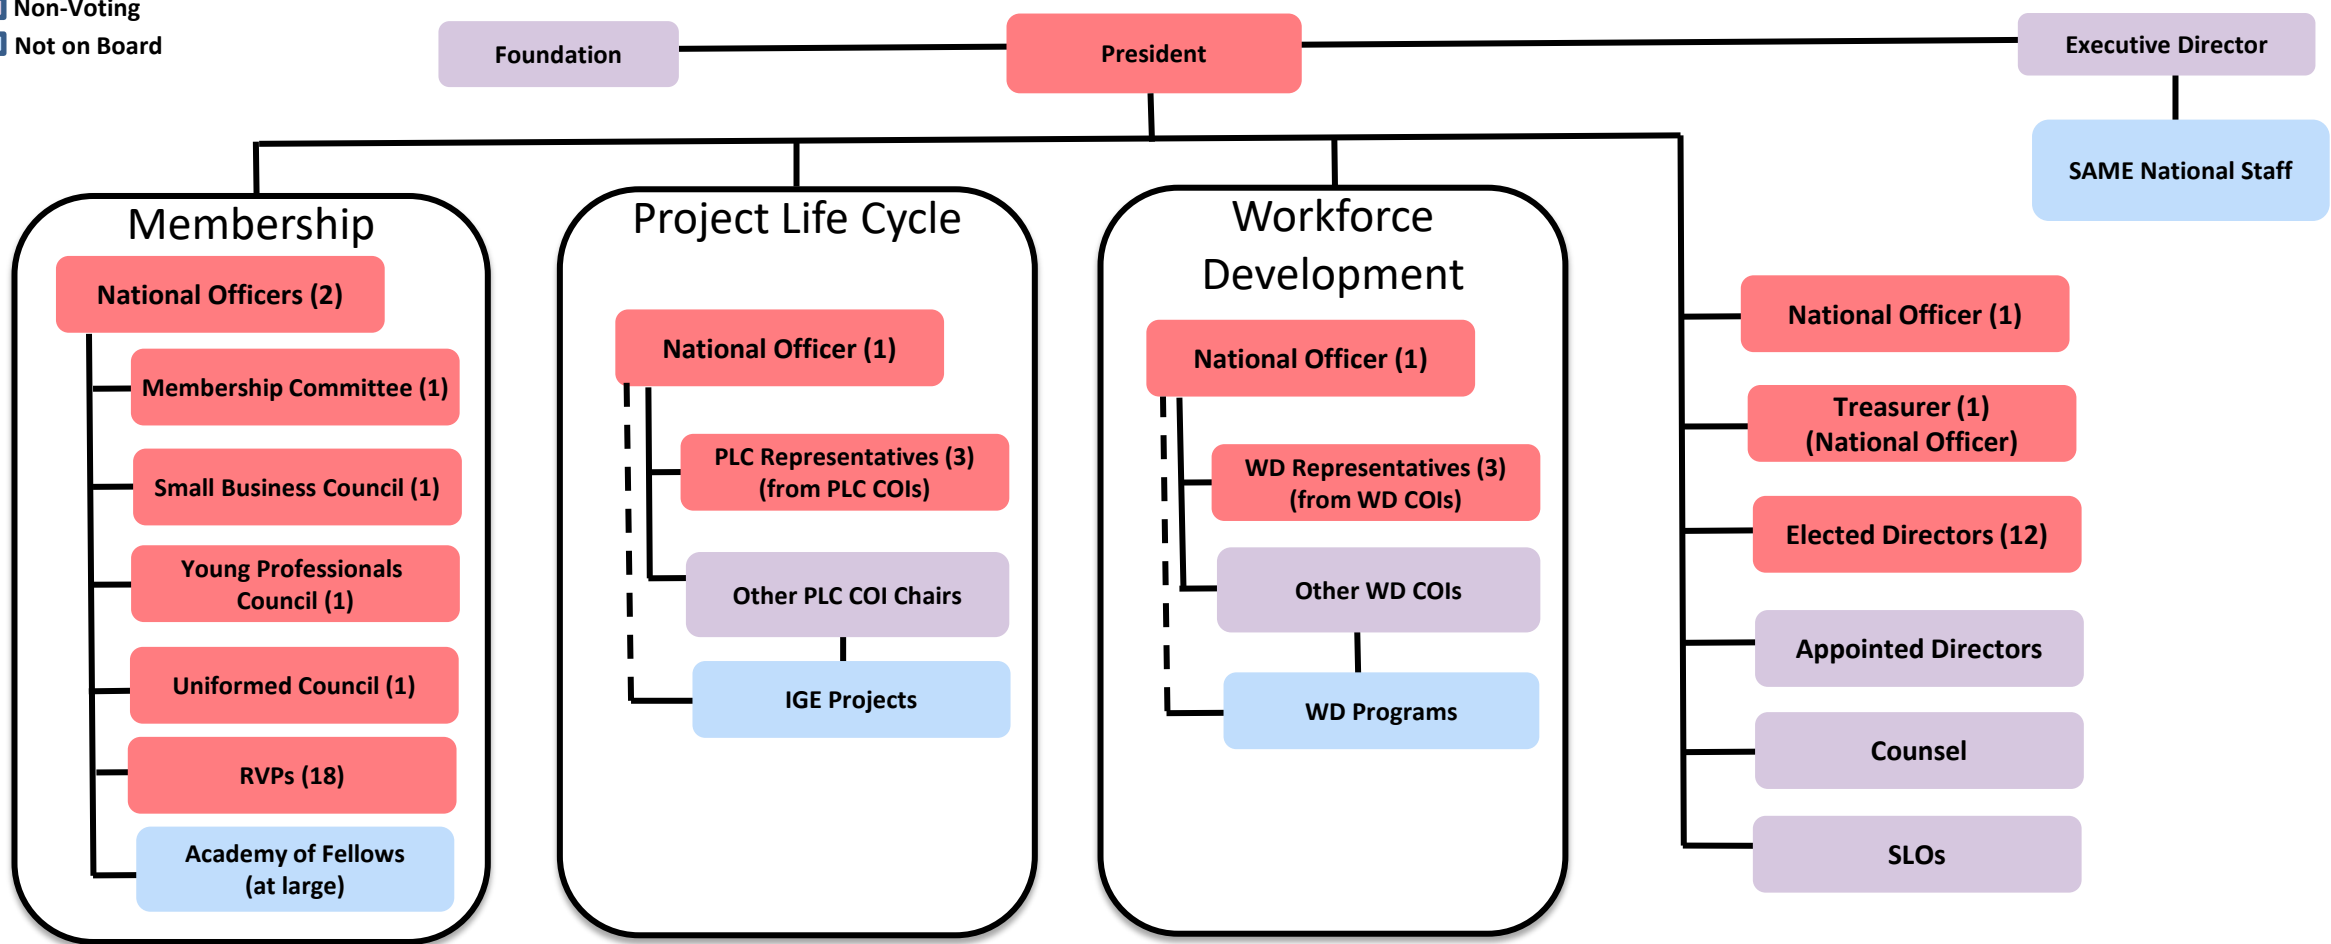 Non-Voting
Not on Board
Foundation
President
Executive Director
SAME National Staff
Membership
National Officers (2)
Membership Committee (1)
Small Business Council (1)
Young Professionals
Council (1)
Uniformed Council (1)
RVPs (18)
Academy of Fellows
(at large)
Project Life Cycle
National Officer (1)
PLC Representatives (3)
(from PLC COIs)
Other PLC COI Chairs
IGE Projects
Workforce
Development
National Officer (1)
WD Representatives (3)
(from WD COIs)
Other WD COIs
WD Programs
National Officer (1)
Treasurer (1)
(National Officer)
Elected Directors (12)
Appointed Directors
Counsel
SLOs